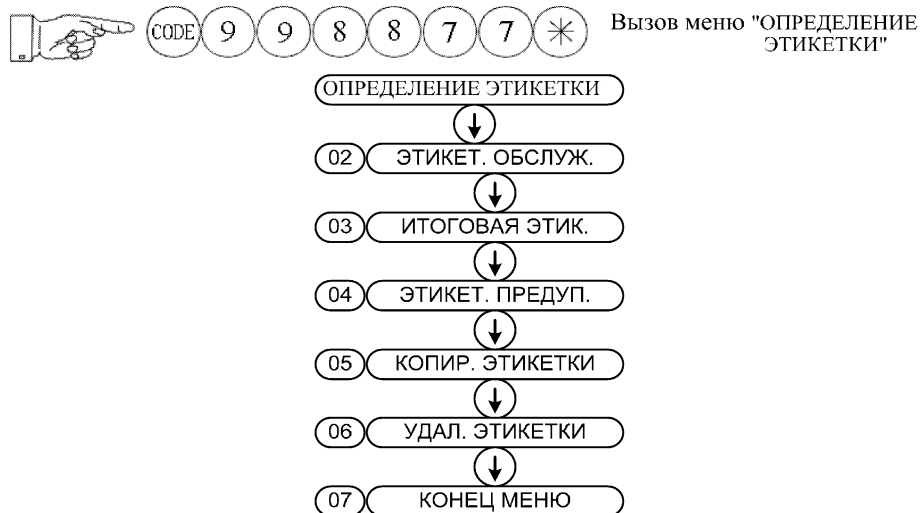 CODE 9 9 8 8 7 7 * Вызов меню "ОПРЕДЕЛЕНИЕ
ЭТИКЕТКИ"
ОПРЕДЕЛЕНИЕ ЭТИКЕТКИ
02 ЭТИКЕТ. ОБСЛУЖ.
03 ИТОГОВАЯ ЭТИК.
04 ЭТИКЕТ. ПРЕДУП.
05 КОПИР. ЭТИКЕТКИ
06 УДАЛ. ЭТИКЕТКИ
07 КОНЕЦ МЕНЮ